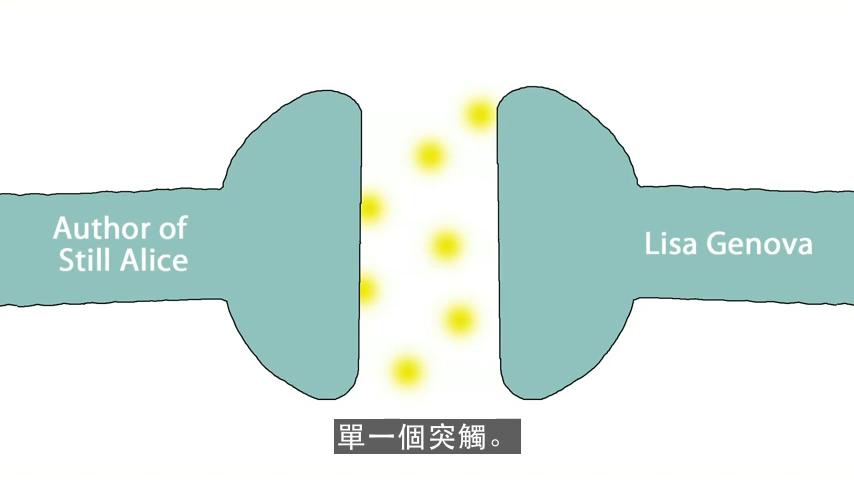 Author of
Still Alice
Lisa Genova
單一個突觸。